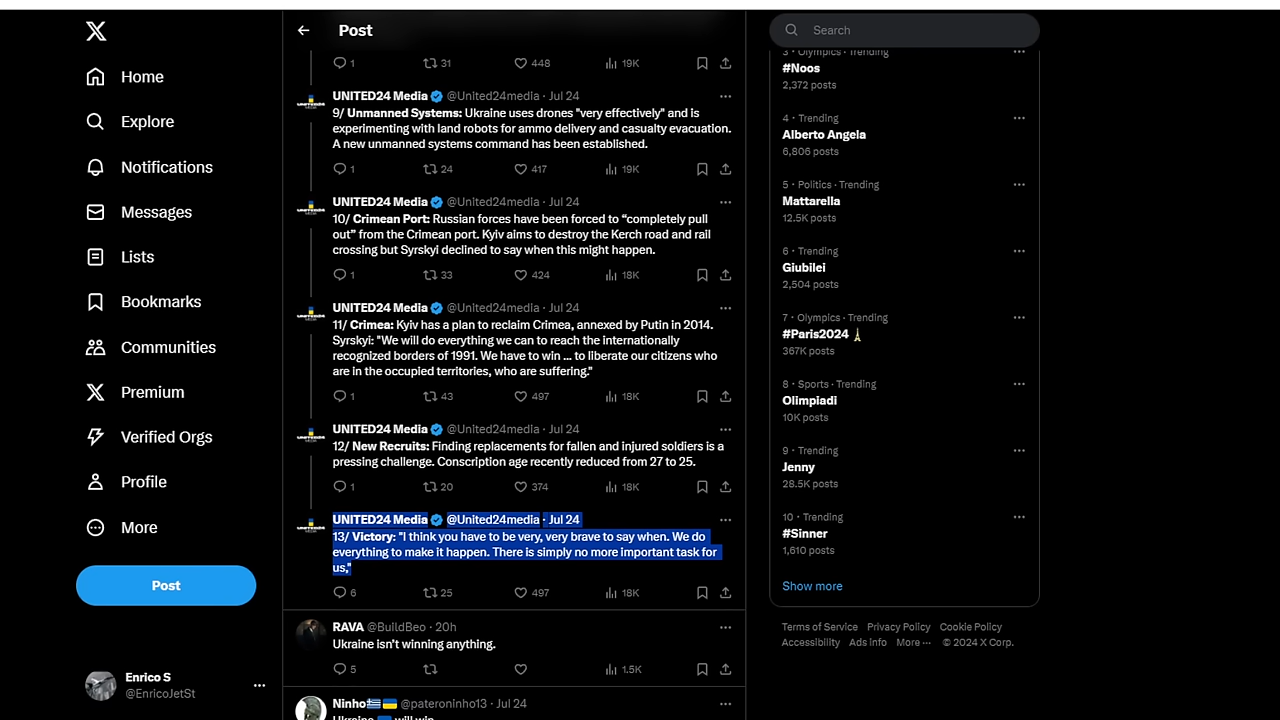 Home
Explore
Notifications
Messages
Lists
Bookmarks
Communities
Premium
Verified Orgs
Profile
More
Post
Enrico S
@EnricoJetSt
Post
1 31 448 19K
UNITED24 Media @United24media · Jul 24
9/ Unmanned Systems: Ukraine uses drones "very effectively" and is
experimenting with land robots for ammo delivery and casualty evacuation.
A new unmanned systems command has been established.
1 24 417 19K
UNITED24 Media @United24media · Jul 24
10/ Crimean Port: Russian forces have been forced to “completely pull
out” from the Crimean port. Kyiv aims to destroy the Kerch road and rail
crossing but Syrskyi declined to say when this might happen.
1 33 424 18K
UNITED24 Media @United24media · Jul 24
11/ Crimea: Kyiv has a plan to reclaim Crimea, annexed by Putin in 2014.
Syrskyi: "We will do everything we can to reach the internationally
recognized borders of 1991. We have to win ... to liberate our citizens who
are in the occupied territories, who are suffering."
1 43 497 18K
UNITED24 Media @United24media · Jul 24
12/ New Recruits: Finding replacements for fallen and injured soldiers is a
pressing challenge. Conscription age recently reduced from 27 to 25.
1 20 374 18K
UNITED24 Media @United24media · Jul 24
13/ Victory: "I think you have to be very, very brave to say when. We do
everything to make it happen. There is simply no more important task for
us,"
6 25 497 18K
RAVA @BuildBeo · 20h
Ukraine isn't winning anything.
5 1.5K
Ninho @pateroninho13 · Jul 24
Ukraine will win
Search
3 · Olympics · Trending
#Noos
2,372 posts
4 · Trending
Alberto Angela
6,806 posts
5 · Politics · Trending
Mattarella
12.5K posts
6 · Trending
Giubilei
2,504 posts
7 · Olympics · Trending
#Paris2024
367K posts
8 · Sports · Trending
Olimpiadi
10K posts
9 · Trending
Jenny
28.5K posts
10 · Trending
#Sinner
1,610 posts
Show more
Terms of Service Privacy Policy Cookie Policy
Accessibility Ads info More ··· © 2024 X Corp.